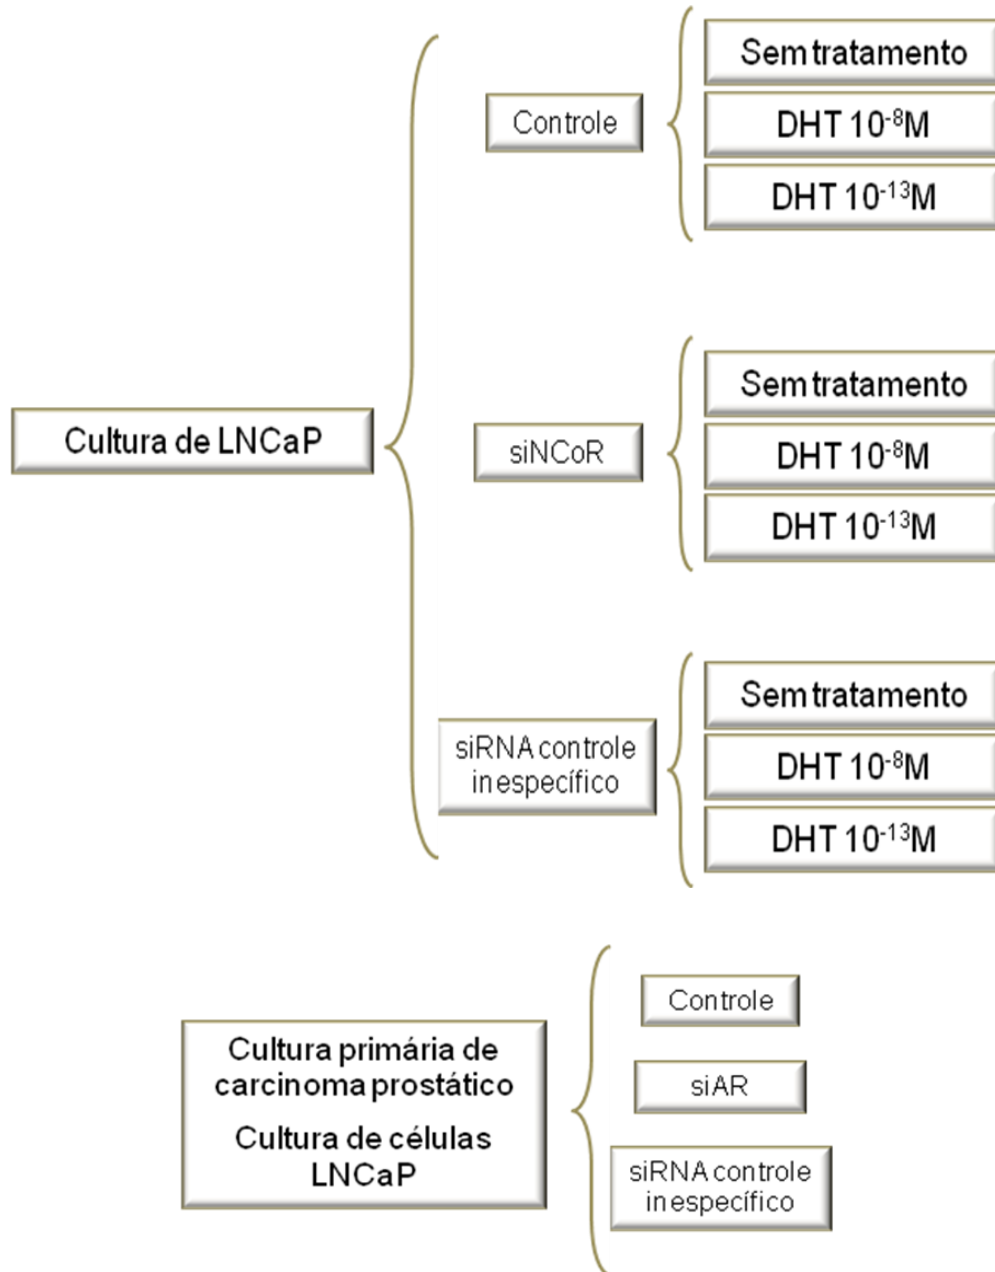 Cultura de LNCaP
Controle
Sem tratamento
DHT 10⁻⁸M
DHT 10⁻¹³M
siNCoR
Sem tratamento
DHT 10⁻⁸M
DHT 10⁻¹³M
siRNA controle
inespecífico
Sem tratamento
DHT 10⁻⁸M
DHT 10⁻¹³M
Cultura primária de
carcinoma prostático
Cultura de células
LNCaP
Controle
siAR
siRNA controle
inespecífico